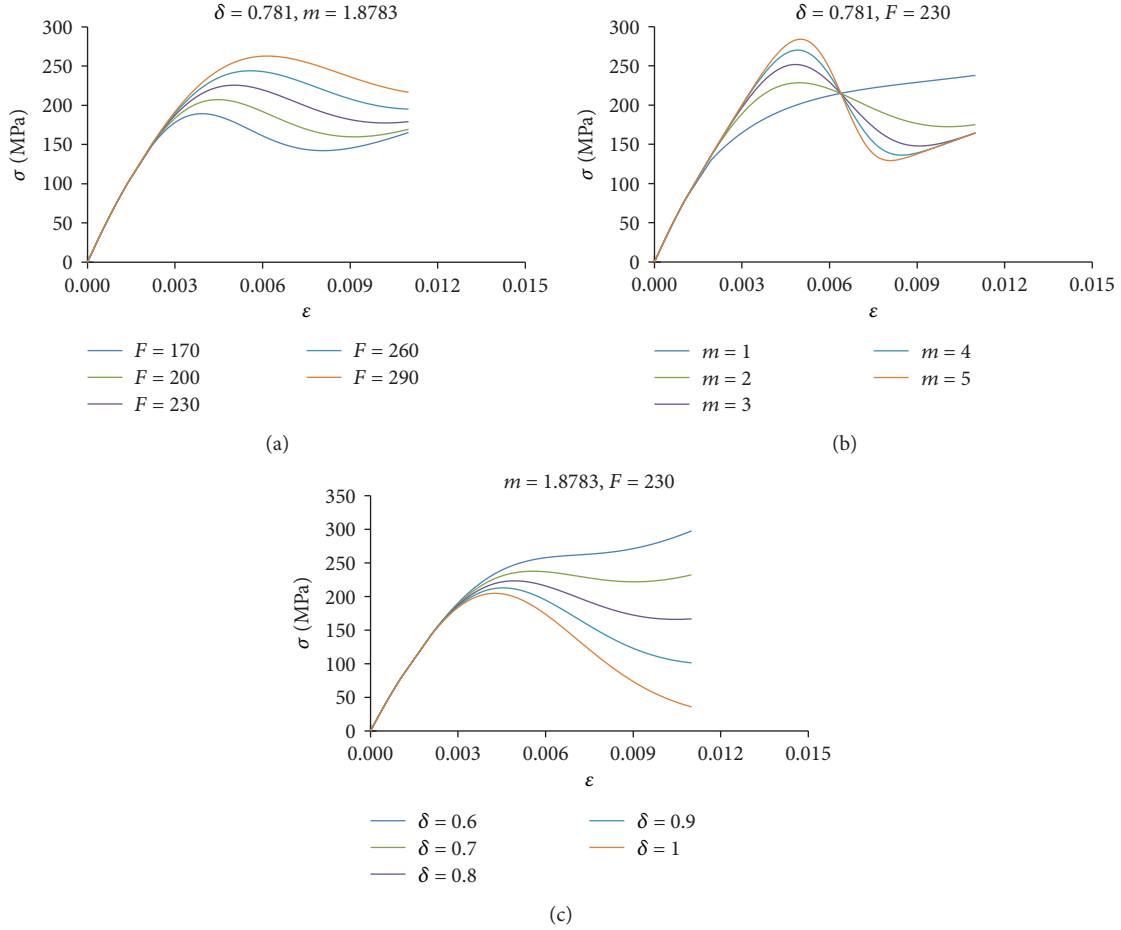 δ = 0.781, m = 1.8783
300
250
200
150
100
50
0
σ (MPa)
0.000 0.003 0.006 0.009 0.012 0.015
ε
F = 170
F = 200
F = 230
F = 260
F = 290
(a)
δ = 0.781, F = 230
300
250
200
150
100
50
0
σ (MPa)
0.000 0.003 0.006 0.009 0.012 0.015
ε
m = 1
m = 2
m = 3
m = 4
m = 5
(b)
m = 1.8783, F = 230
350
300
250
200
150
100
50
0
σ (MPa)
0.000 0.003 0.006 0.009 0.012 0.015
ε
δ = 0.6
δ = 0.7
δ = 0.8
δ = 0.9
δ = 1
(c)